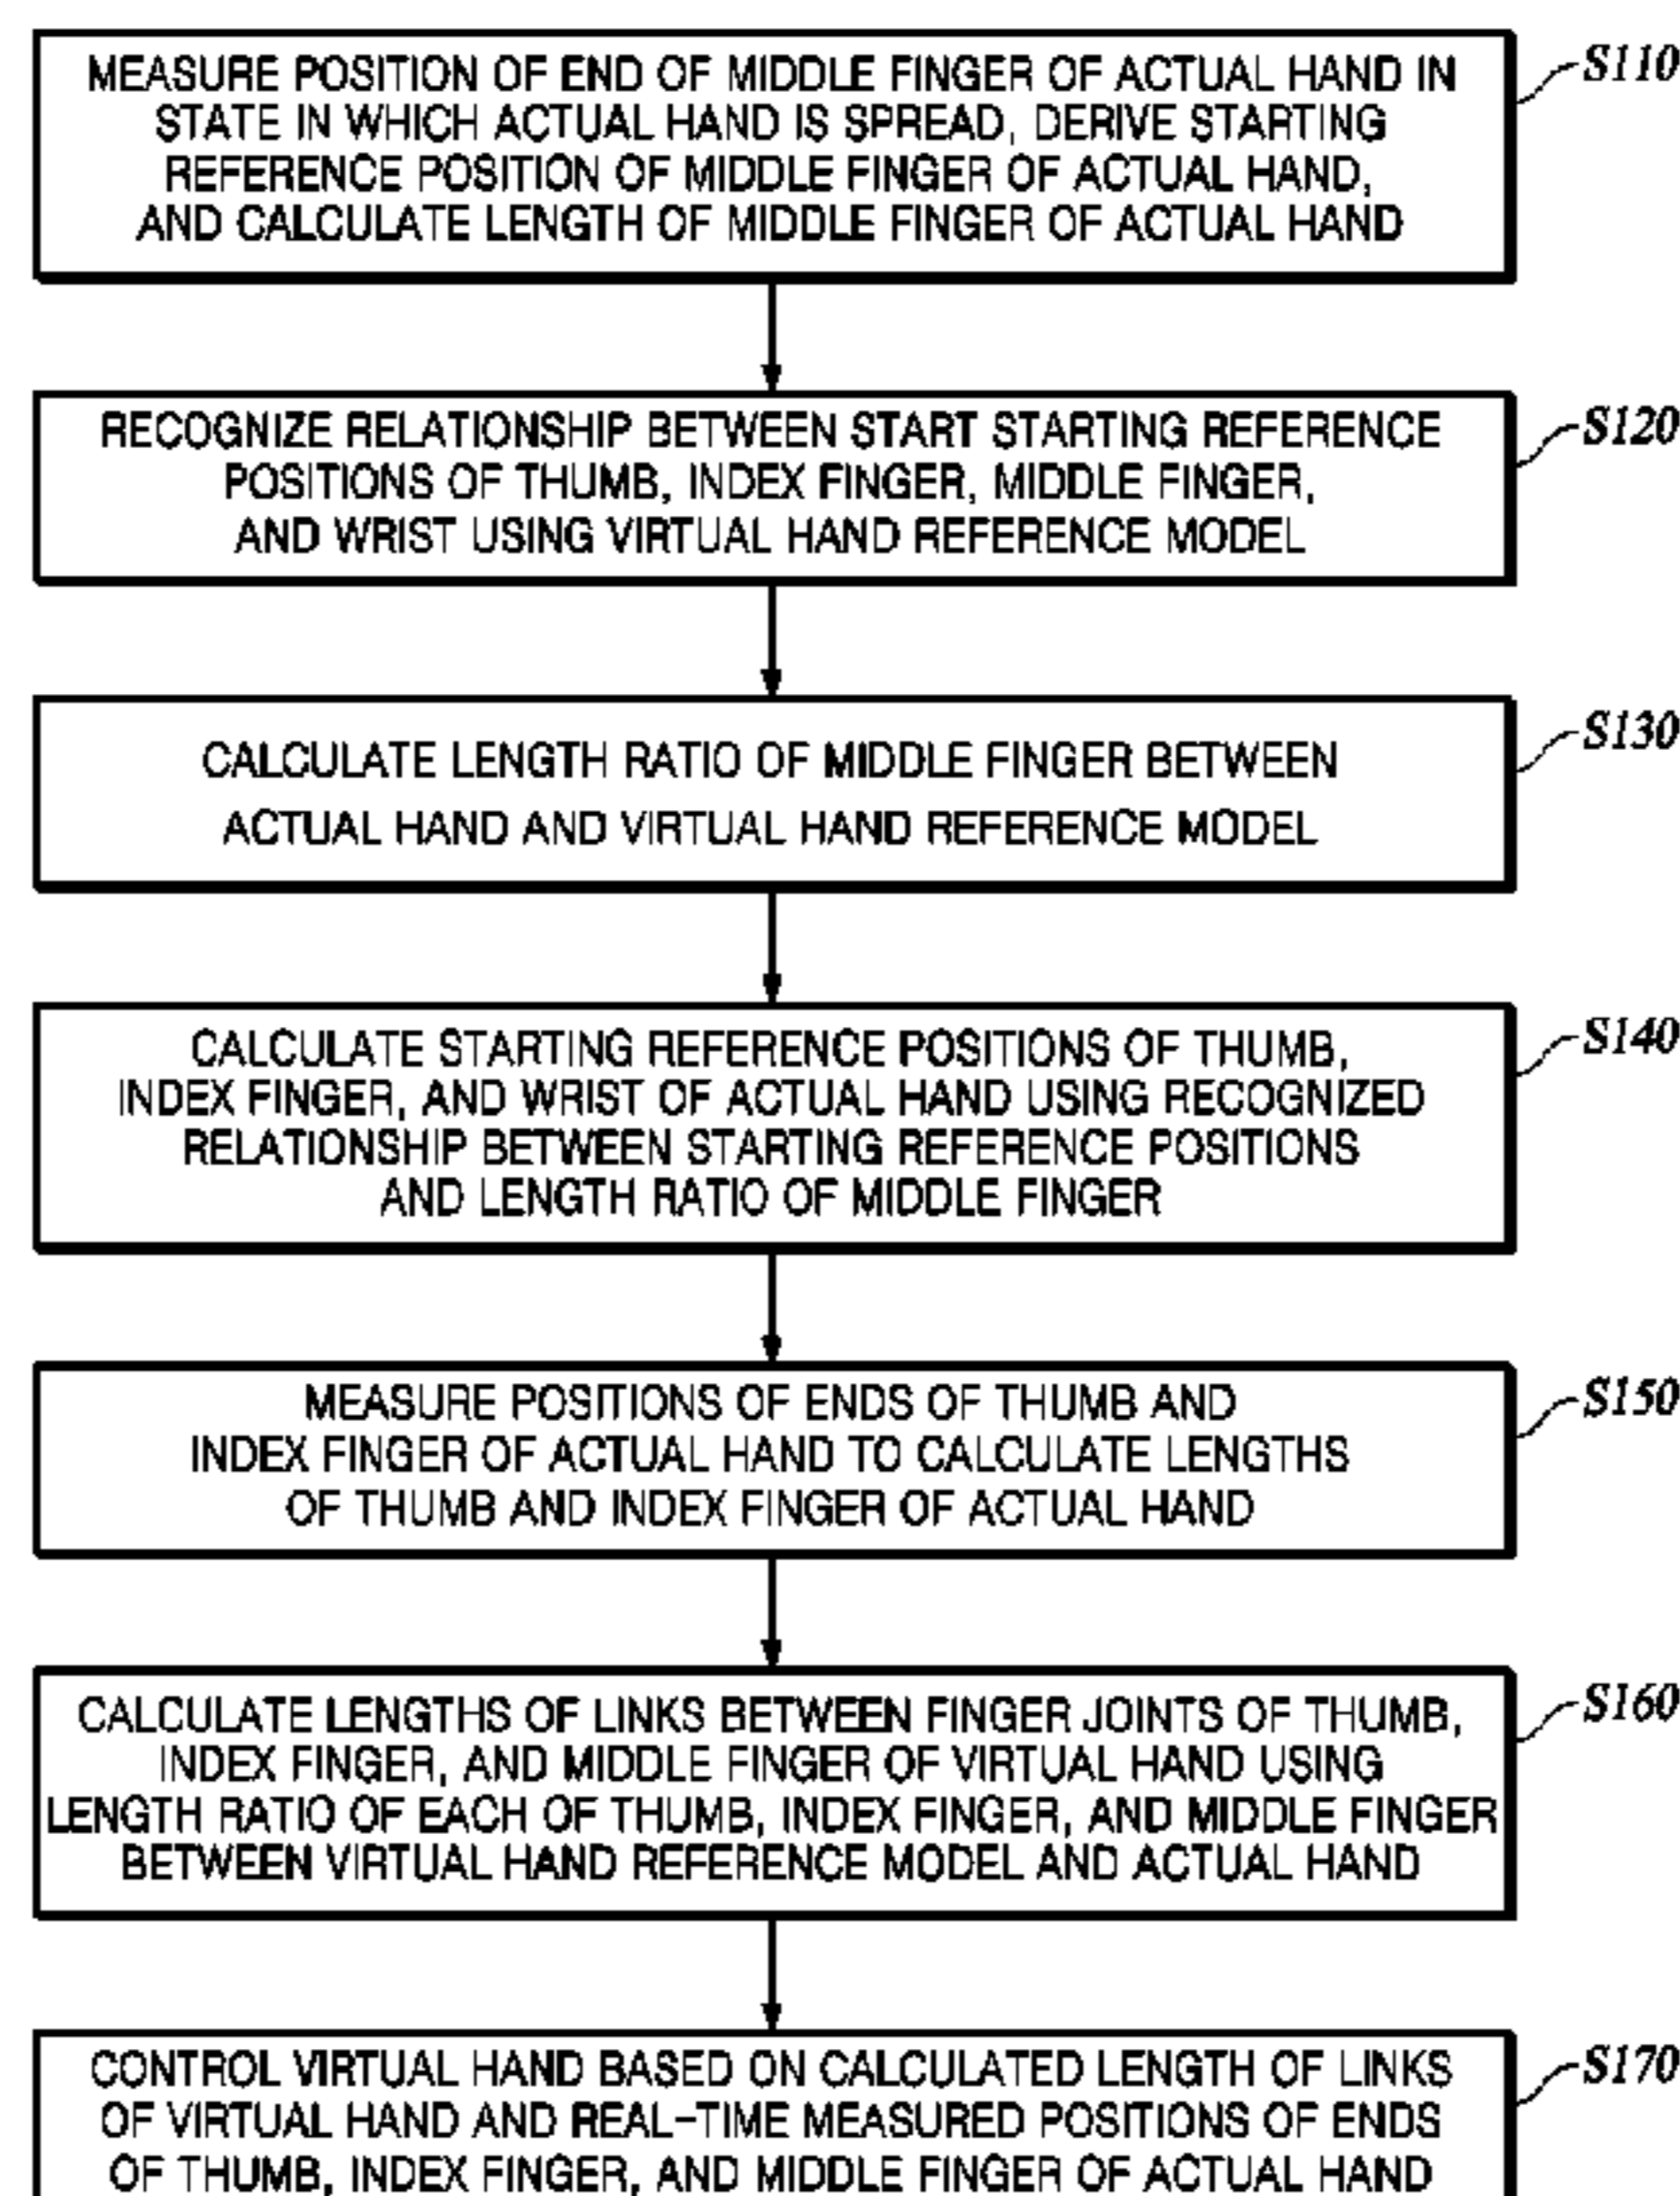 MEASURE POSITION OF END OF MIDDLE FINGER OF ACTUAL HAND IN
STATE IN WHICH ACTUAL HAND IS SPREAD, DERIVE STARTING
REFERENCE POSITION OF MIDDLE FINGER OF ACTUAL HAND,
AND CALCULATE LENGTH OF MIDDLE FINGER OF ACTUAL HAND
S110
RECOGNIZE RELATIONSHIP BETWEEN START STARTING REFERENCE
POSITIONS OF THUMB, INDEX FINGER, MIDDLE FINGER,
AND WRIST USING VIRTUAL HAND REFERENCE MODEL
S120
CALCULATE LENGTH RATIO OF MIDDLE FINGER BETWEEN
ACTUAL HAND AND VIRTUAL HAND REFERENCE MODEL
S130
CALCULATE STARTING REFERENCE POSITIONS OF THUMB,
INDEX FINGER, AND WRIST OF ACTUAL HAND USING RECOGNIZED
RELATIONSHIP BETWEEN STARTING REFERENCE POSITIONS
AND LENGTH RATIO OF MIDDLE FINGER
S140
MEASURE POSITIONS OF ENDS OF THUMB AND
INDEX FINGER OF ACTUAL HAND TO CALCULATE LENGTHS
OF THUMB AND INDEX FINGER OF ACTUAL HAND
S150
CALCULATE LENGTHS OF LINKS BETWEEN FINGER JOINTS OF THUMB,
INDEX FINGER, AND MIDDLE FINGER OF VIRTUAL HAND USING
LENGTH RATIO OF EACH OF THUMB, INDEX FINGER, AND MIDDLE FINGER
BETWEEN VIRTUAL HAND REFERENCE MODEL AND ACTUAL HAND
S160
CONTROL VIRTUAL HAND BASED ON CALCULATED LENGTH OF LINKS
OF VIRTUAL HAND AND REAL-TIME MEASURED POSITIONS OF ENDS
OF THUMB, INDEX FINGER, AND MIDDLE FINGER OF ACTUAL HAND
S170